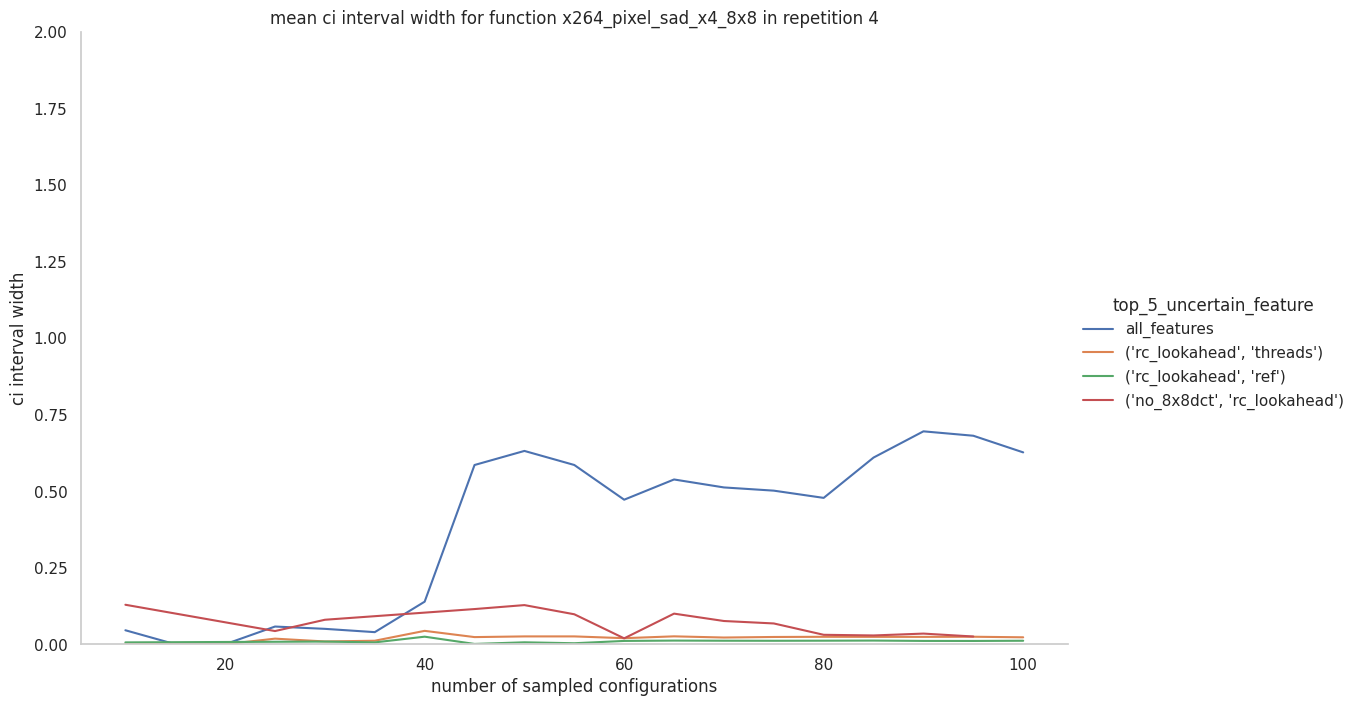 mean ci interval width for function x264_pixel_sad_x4_8x8 in repetition 4
2.00
1.75
1.50
1.25
1.00
0.75
0.50
0.25
0.00
ci interval width
20
40
60
80
100
number of sampled configurations
top_5_uncertain_feature
all_features
('rc_lookahead', 'threads')
('rc_lookahead', 'ref')
('no_8x8dct', 'rc_lookahead')